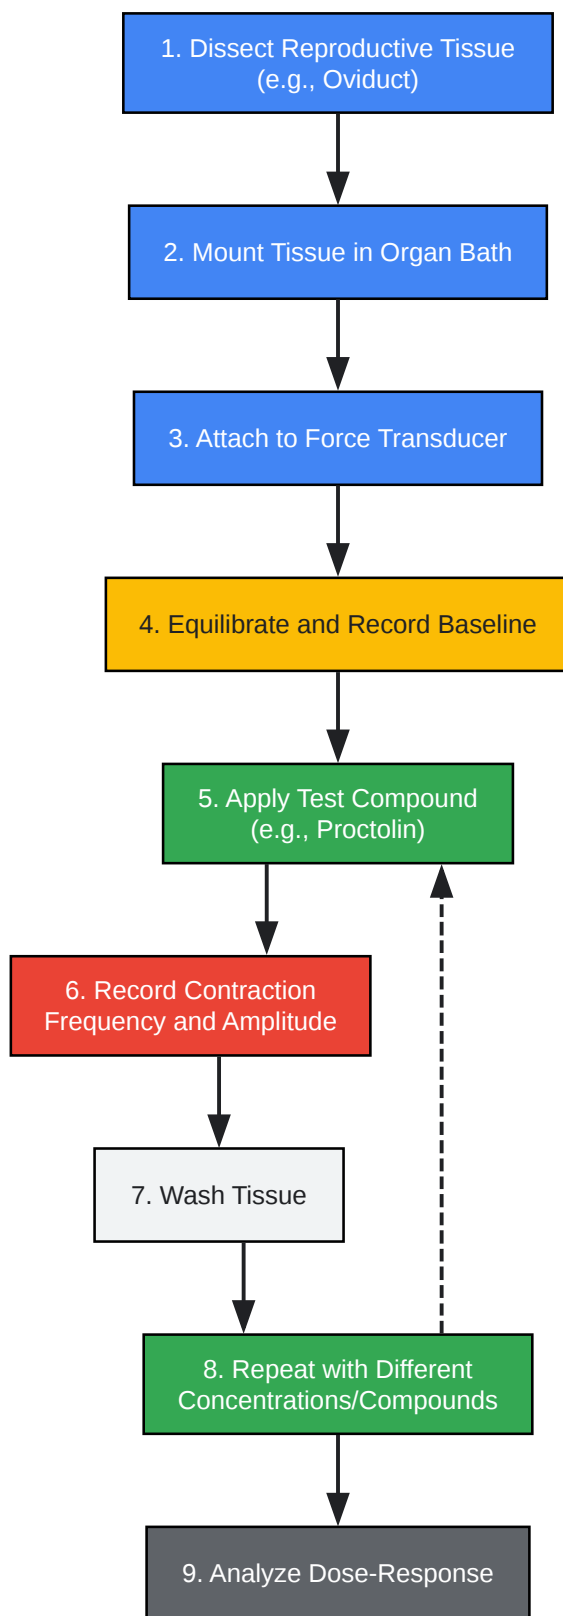 1. Dissect Reproductive Tissue
(e.g., Oviduct)
2. Mount Tissue in Organ Bath
3. Attach to Force Transducer
4. Equilibrate and Record Baseline
5. Apply Test Compound
(e.g., Proctolin)
6. Record Contraction
Frequency and Amplitude
7. Wash Tissue
8. Repeat with Different
Concentrations/Compounds
9. Analyze Dose-Response